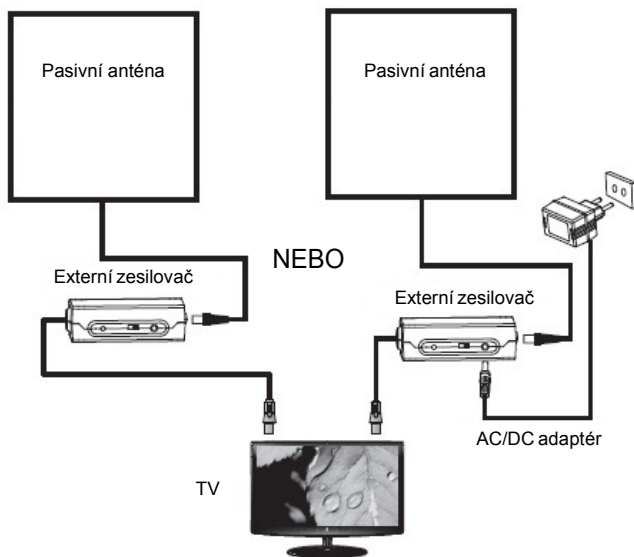 Pasivní anténa
Pasivní anténa
NEBO
Externí zesilovač
Externí zesilovač
AC/DC adaptér
TV